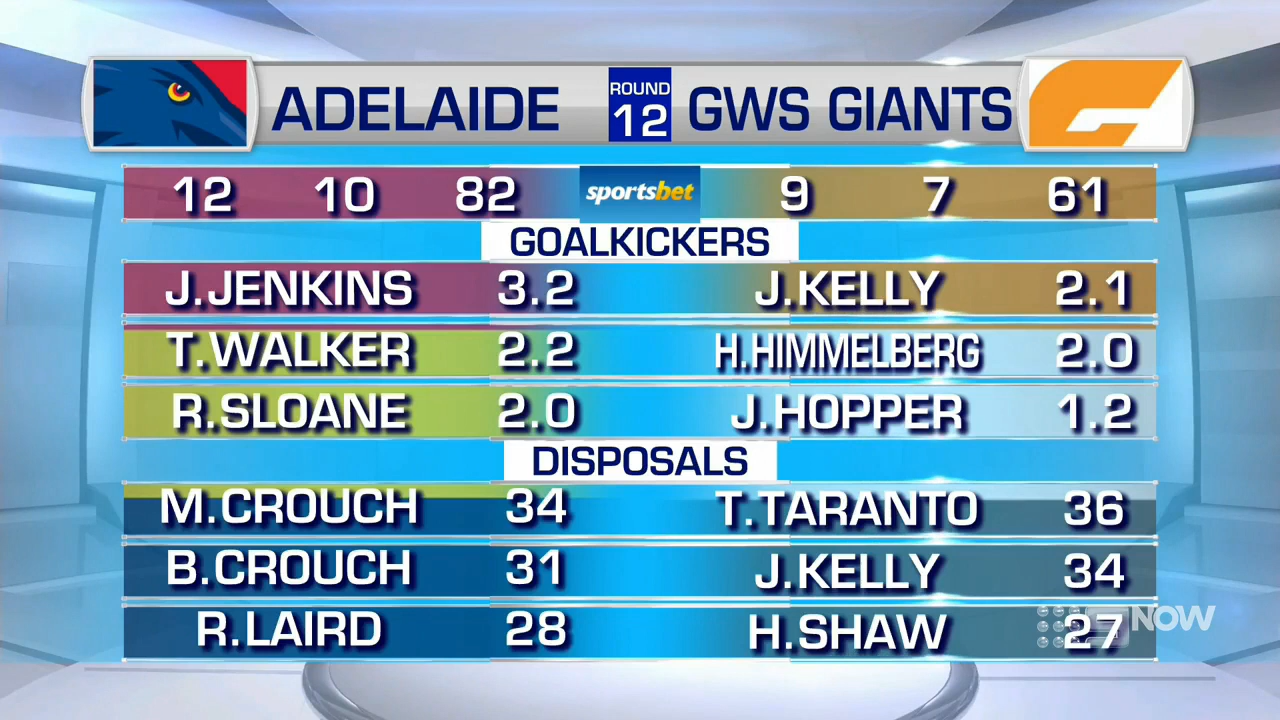 ADELAIDE ROUND 12 GWS GIANTS
12 10 82 sportsbet 9 7 61
GOALKICKERS
J.JENKINS 3.2 J.KELLY 2.1
T.WALKER 2.2 H.HIMMELBERG 2.0
R.SLOANE 2.0 J.HOPPER 1.2
DISPOSALS
M.CROUCH 34 T.TARANTO 36
B.CROUCH 31 J.KELLY 34
R.LAIRD 28 H.SHAW 27
9NOW